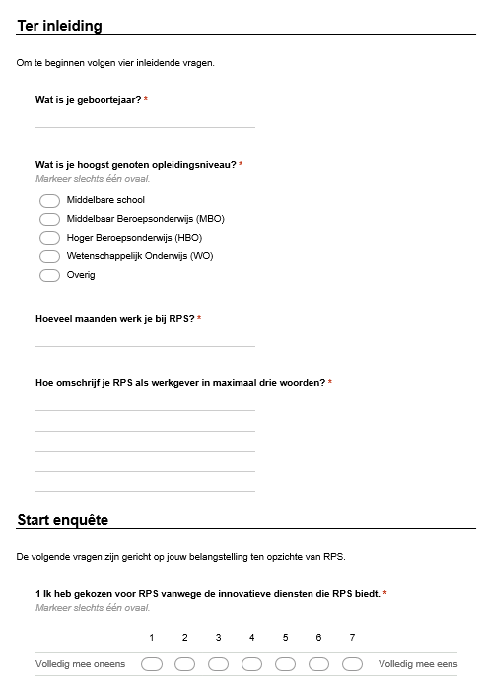 Ter inleiding
Om te beginnen volgen vier inleidende vragen.
Wat is je geboortejaar? *
Wat is je hoogst genoten opleidingsniveau? *
Markeer slechts één ovaal.
Middelbare school
Middelbaar Beroepsonderwijs (MBO)
Hoger Beroepsonderwijs (HBO)
Wetenschappelijk Onderwijs (WO)
Overig
Hoeveel maanden werk je bij RPS? *
Hoe omschrijf je RPS als werkgever in maximaal drie woorden? *
Start enquête
De volgende vragen zijn gericht op jouw belangstelling ten opzichte van RPS.
1 Ik heb gekozen voor RPS vanwege de innovatieve diensten die RPS biedt. *
Markeer slechts één ovaal.
1 2 3 4 5 6 7
Volledig mee oneens Volledig mee eens